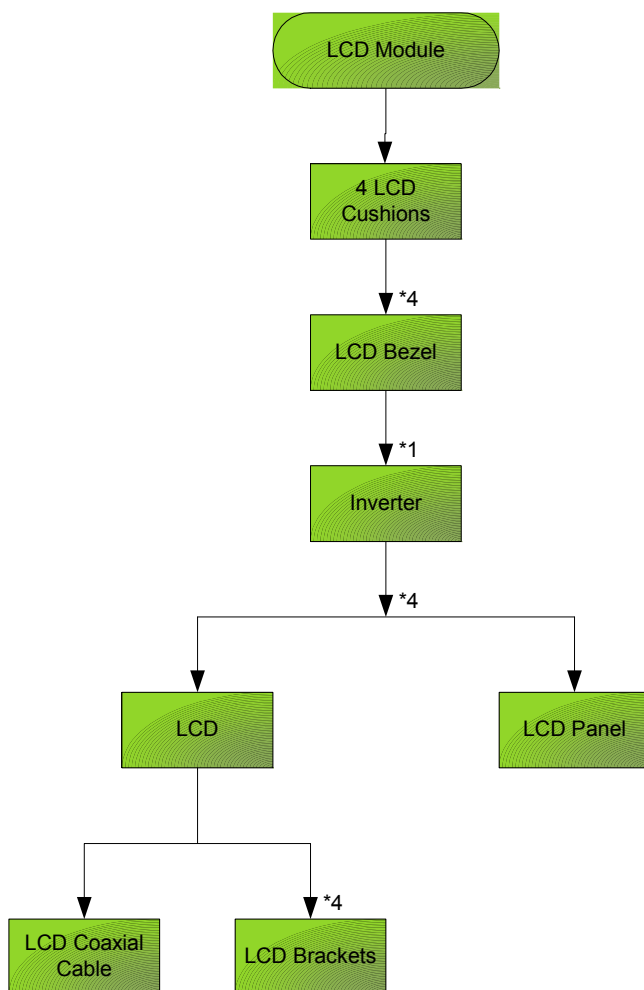 LCD Module
4 LCD
Cushions
*4
LCD Bezel
*1
Inverter
*4
LCD
LCD Panel
*4
LCD Coaxial
Cable
LCD Brackets